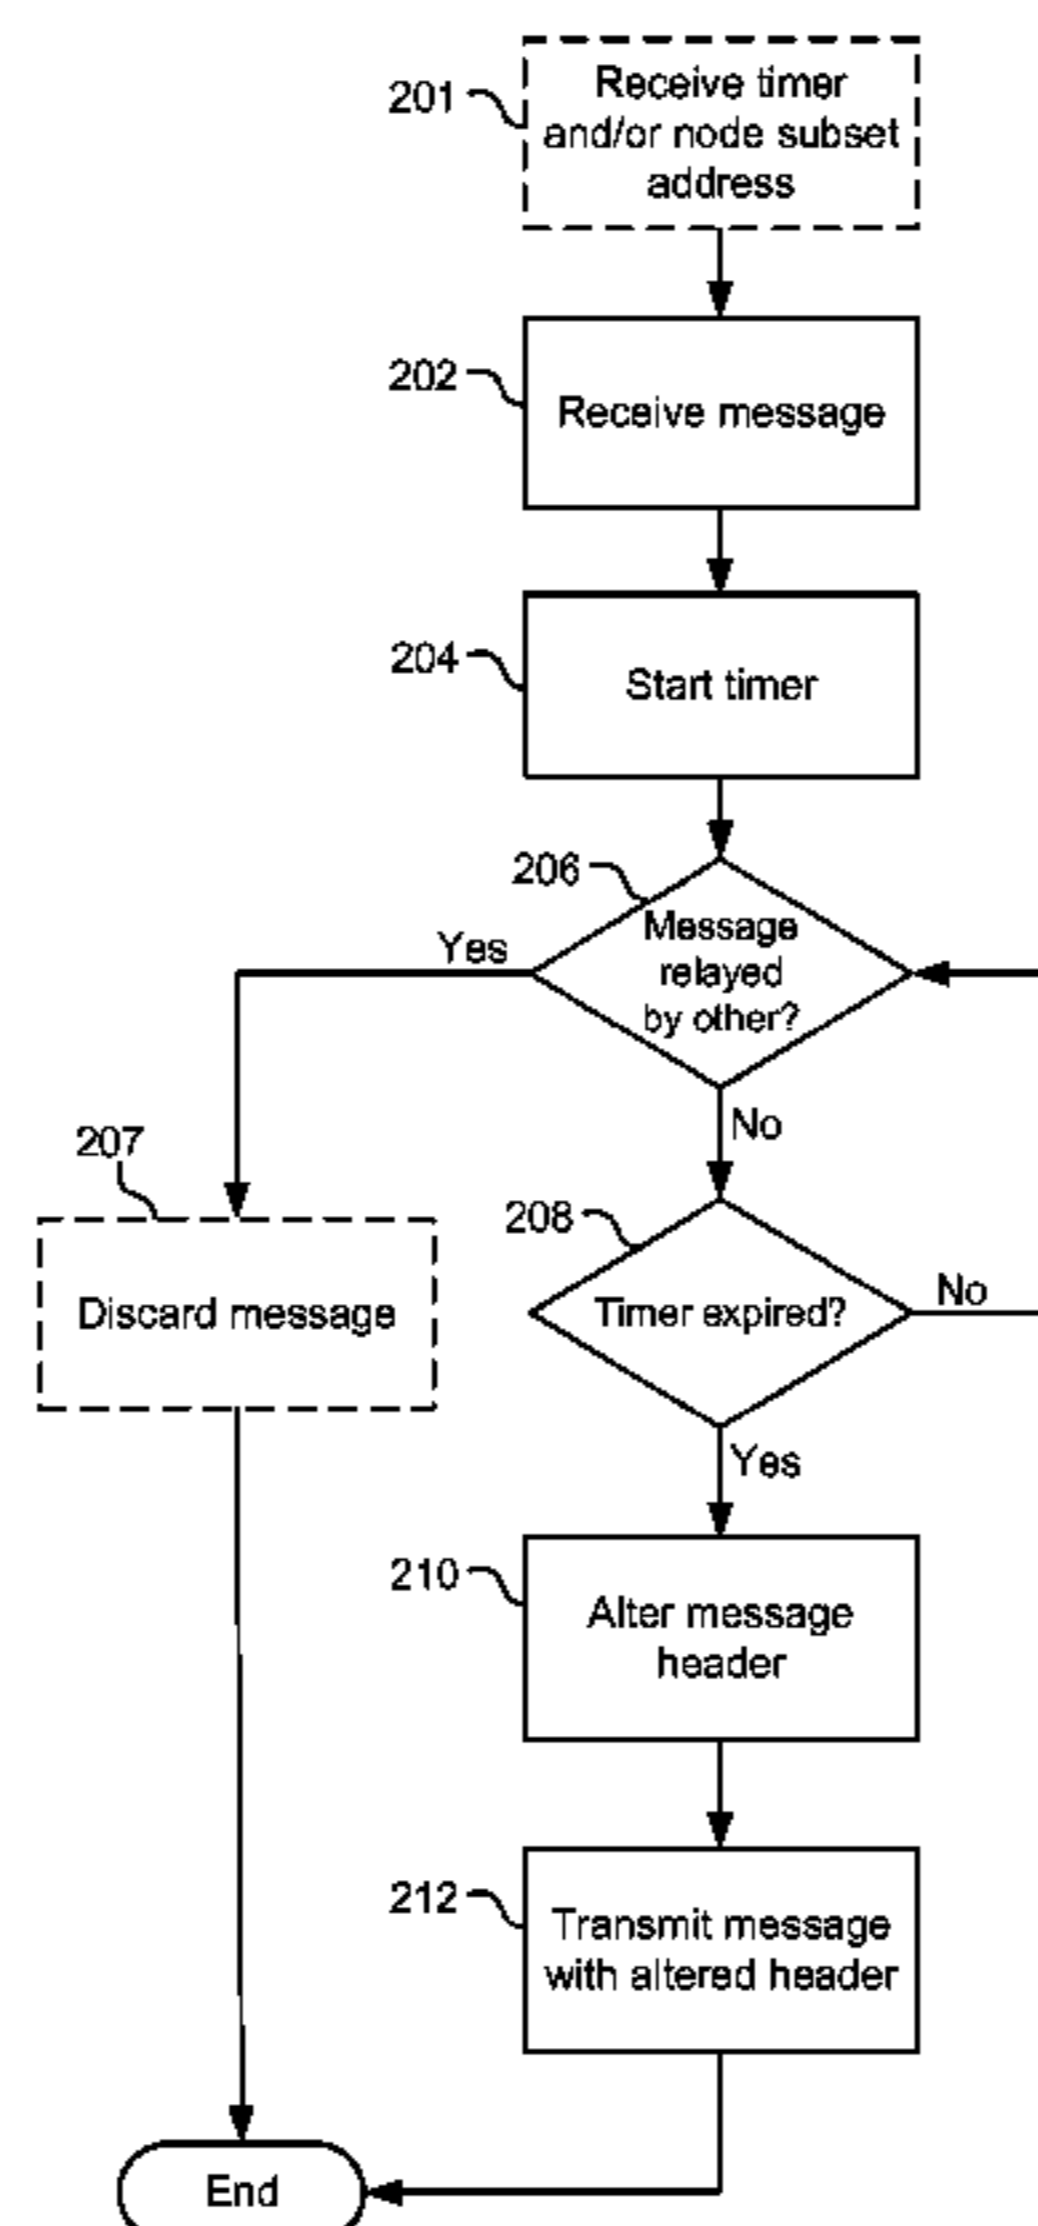 201
Receive timer
and/or node subset
address
202
Receive message
204
Start timer
206
Message
relayed
by other?
Yes
No
207
Discard message
208
Timer expired?
No
Yes
210
Alter message
header
212
Transmit message
with altered header
End